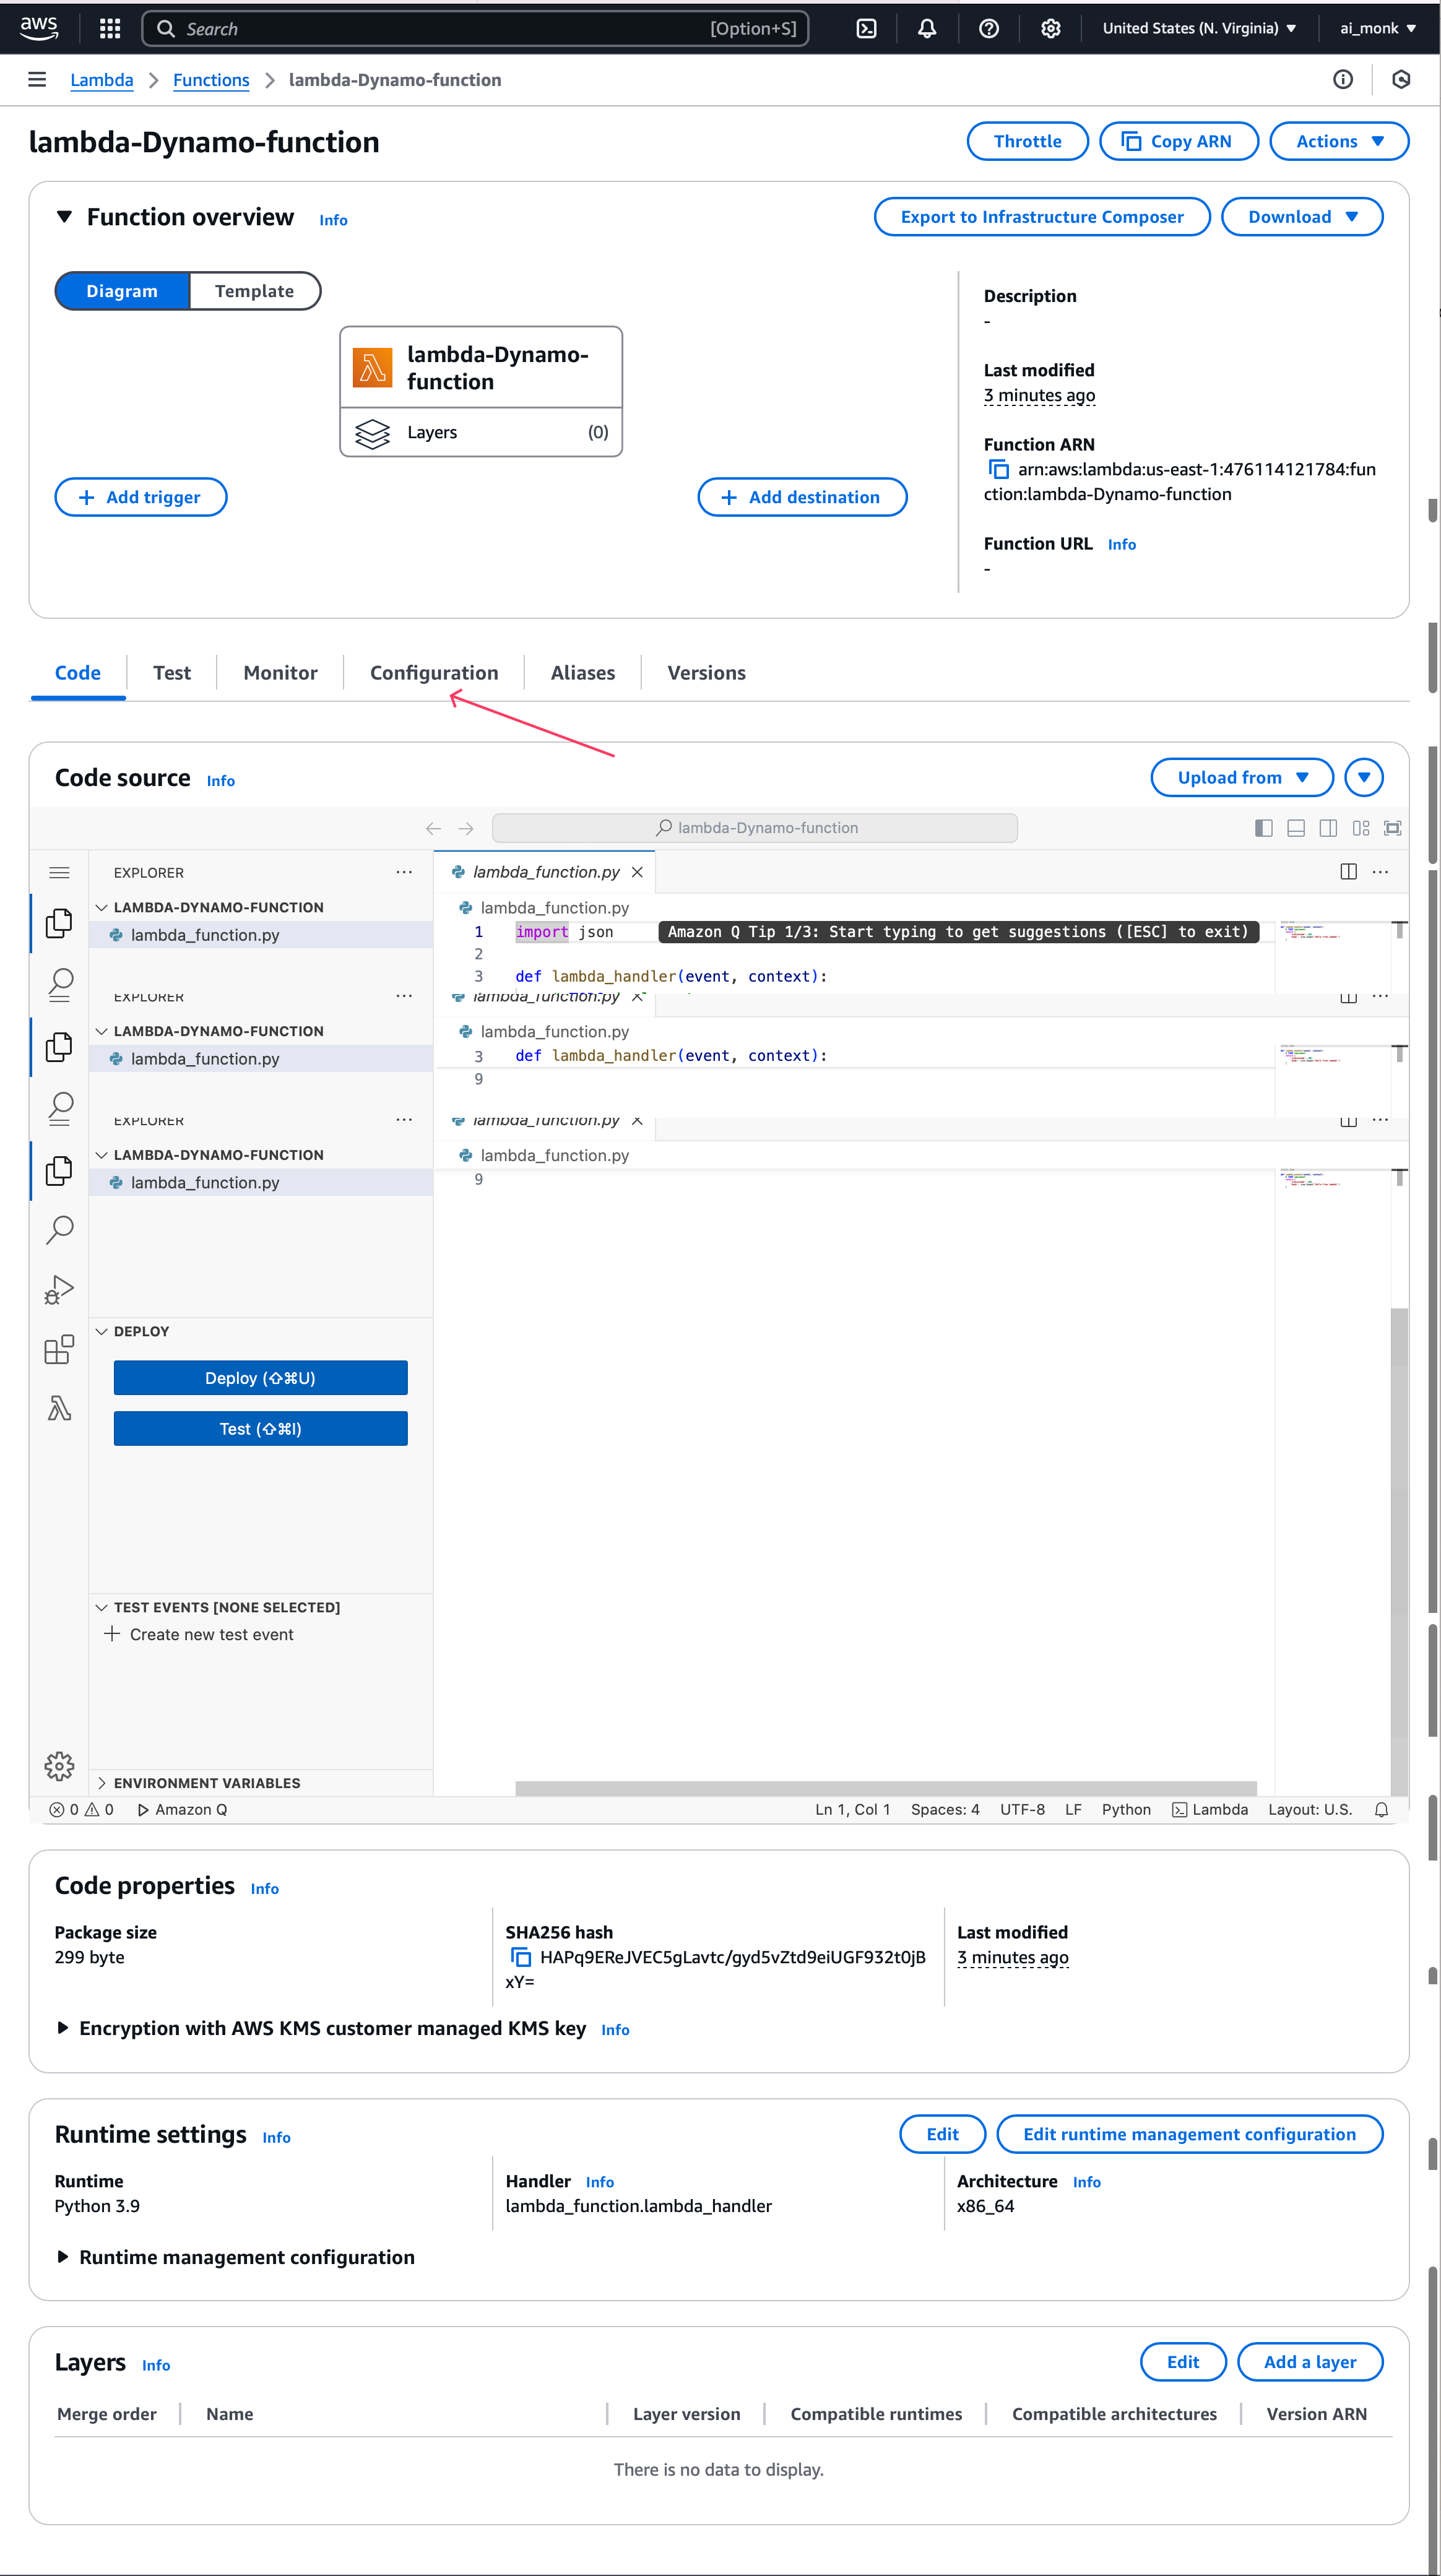 aws
Search [Option+S] United States (N. Virginia) ai_monk
Lambda Functions lambda-Dynamo-function
lambda-Dynamo-function
Throttle Copy ARN Actions
Function overview Info
Export to Infrastructure Composer Download
Diagram Template
lambda-Dynamo-
function
Layers (0)
+ Add trigger
+ Add destination
Description
-
Last modified
3 minutes ago
Function ARN
arn:aws:lambda:us-east-1:476114121784:fun
ction:lambda-Dynamo-function
Function URL Info
-
Code Test Monitor Configuration Aliases Versions
Code source Info
Upload from
lambda-Dynamo-function
EXPLORER ···
LAMBDA-DYNAMO-FUNCTION
lambda_function.py
lambda_function.py
lambda_function.py
1 import json Amazon Q Tip 1/3: Start typing to get suggestions ([ESC] to exit)
2
3 def lambda_handler(event, context):
EXPLORER ···
LAMBDA-DYNAMO-FUNCTION
lambda_function.py
lambda_function.py
lambda_function.py
3 def lambda_handler(event, context):
9
EXPLORER ···
LAMBDA-DYNAMO-FUNCTION
lambda_function.py
lambda_function.py
lambda_function.py
9
DEPLOY
Deploy (⇧⌘U)
Test (⇧⌘I)
TEST EVENTS [NONE SELECTED]
+ Create new test event
ENVIRONMENT VARIABLES
0 0 Amazon Q Ln 1, Col 1 Spaces: 4 UTF-8 LF Python Lambda Layout: U.S.
Code properties Info
Package size
299 byte
SHA256 hash
HAPq9EReJVEC5gLavtc/gyd5vZtd9eiUGF932t0jB
xY=
Last modified
3 minutes ago
Encryption with AWS KMS customer managed KMS key Info
Runtime settings Info
Edit Edit runtime management configuration
Runtime
Python 3.9
Handler Info
lambda_function.lambda_handler
Architecture Info
x86_64
Runtime management configuration
Layers Info
Edit Add a layer
Merge order Name Layer version Compatible runtimes Compatible architectures Version ARN
There is no data to display.